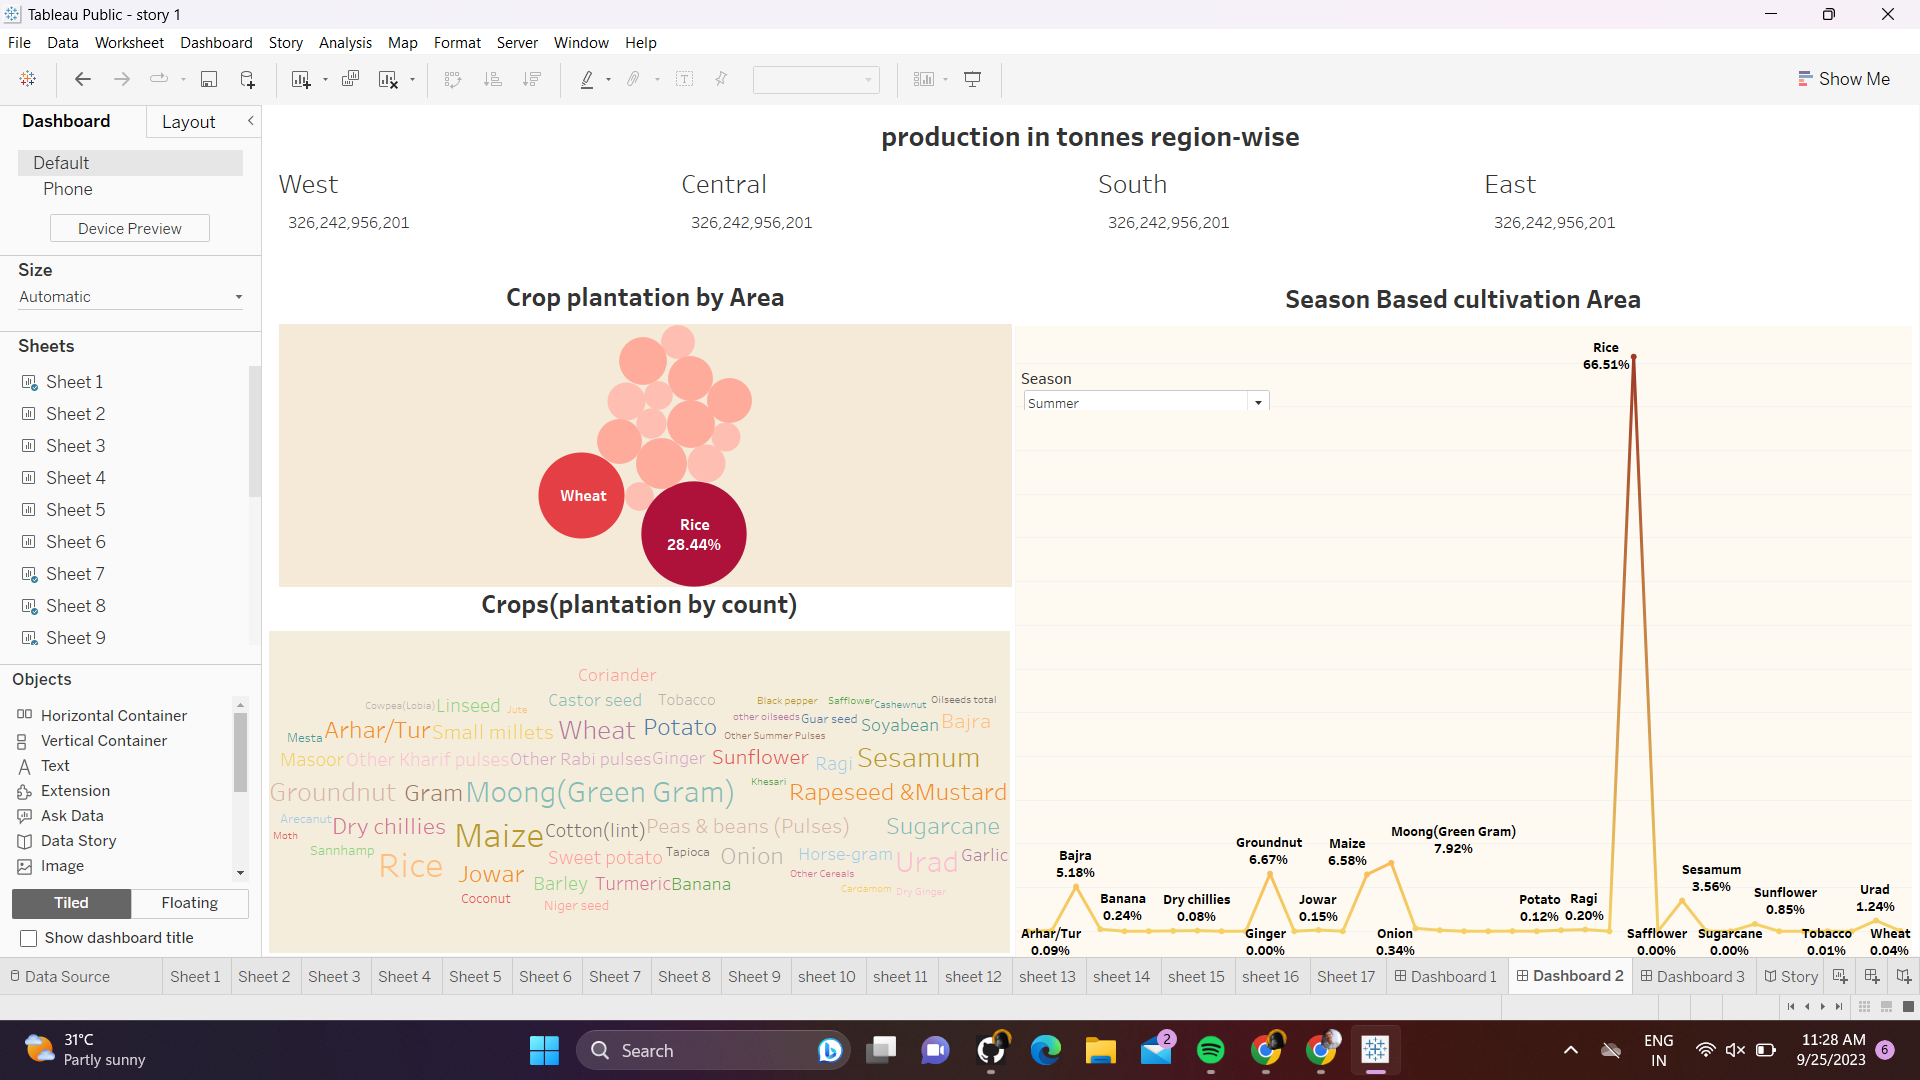 Tableau Public - story 1
File Data Worksheet Dashboard Story Analysis Map Format Server Window Help
Show Me
Dashboard Layout
Default
Phone
Device Preview
Size
Automatic
Sheets
Sheet 1
Sheet 2
Sheet 3
Sheet 4
Sheet 5
Sheet 6
Sheet 7
Sheet 8
Sheet 9
Objects
Horizontal Container
Vertical Container
Text
Extension
Ask Data
Data Story
Image
Tiled Floating
Show dashboard title
production in tonnes region-wise
West Central South East
326,242,956,201 326,242,956,201 326,242,956,201 326,242,956,201
Crop plantation by Area
Wheat
Rice
28.44%
Crops(plantation by count)
Coriander
Cowpea(Lobia) Linseed Jute Castor seed Tobacco Black pepper Safflower Cashewnut Oilseeds total
Mesta Arhar/Tur Small millets Wheat Potato other oilseeds Guar seed Soyabean Bajra
Other Summer Pulses
Masoor Other Kharif pulses Other Rabi pulses Ginger Sunflower Ragi Sesamum
Groundnut Gram Moong(Green Gram) Khesari Rapeseed &Mustard
Arecanut Dry chillies Maize Cotton(lint) Peas & beans (Pulses) Sugarcane
Moth
Sannhamp Rice Sweet potato Tapioca Onion Horse-gram Urad Garlic
Jowar Barley Turmeric Banana Other Cereals
Cardamom Dry Ginger
Coconut Niger seed
Season Based cultivation Area
Season
Summer
Rice
66.51%
Bajra
5.18%
Banana
0.24%
Dry chillies
0.08%
Groundnut
6.67%
Jowar
0.15%
Maize
6.58%
Moong(Green Gram)
7.92%
Potato
0.12%
Ragi
0.20%
Sesamum
3.56%
Sunflower
0.85%
Urad
1.24%
Arhar/Tur
0.09%
Ginger
0.00%
Onion
0.34%
Safflower
0.00%
Sugarcane
0.00%
Tobacco
0.01%
Wheat
0.04%
Data Source Sheet 1 Sheet 2 Sheet 3 Sheet 4 Sheet 5 Sheet 6 Sheet 7 Sheet 8 Sheet 9 sheet 10 sheet 11 sheet 12 sheet 13 sheet 14 sheet 15 sheet 16 Sheet 17 Dashboard 1 Dashboard 2 Dashboard 3 Story
31°C
Partly sunny
Search
2
ENG
IN
11:28 AM
9/25/2023
6